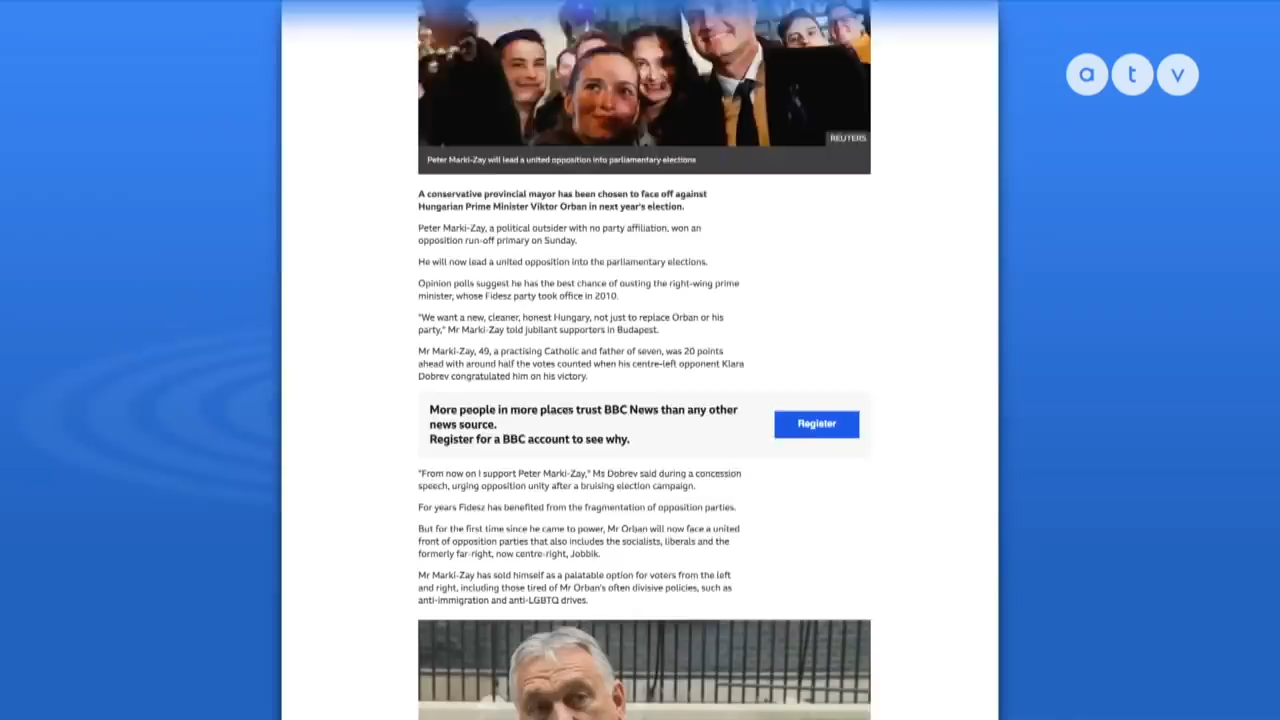 a t v
REUTERS
Peter Marki-Zay will lead a united opposition into parliamentary elections
A conservative provincial mayor has been chosen to face off against
Hungarian Prime Minister Viktor Orban in next year's election.
Peter Marki-Zay, a political outsider with no party affiliation, won an
opposition run-off primary on Sunday.
He will now lead a united opposition into the parliamentary elections.
Opinion polls suggest he has the best chance of ousting the right-wing prime
minister, whose Fidesz party took office in 2010.
"We want a new, cleaner, honest Hungary, not just to replace Orban or his
party," Mr Marki-Zay told jubilant supporters in Budapest.
Mr Marki-Zay, 49, a practising Catholic and father of seven, was 20 points
ahead with around half the votes counted when his centre-left opponent Klara
Dobrev congratulated him on his victory.
More people in more places trust BBC News than any other
news source.
Register for a BBC account to see why.
Register
"From now on I support Peter Marki-Zay," Ms Dobrev said during a concession
speech, urging opposition unity after a bruising election campaign.
For years Fidesz has benefited from the fragmentation of opposition parties.
But for the first time since he came to power, Mr Orban will now face a united
front of opposition parties that also includes the socialists, liberals and the
formerly far-right, now centre-right, Jobbik.
Mr Marki-Zay has sold himself as a palatable option for voters from the left
and right, including those tired of Mr Orban's often divisive policies, such as
anti-immigration and anti-LGBTQ drives.